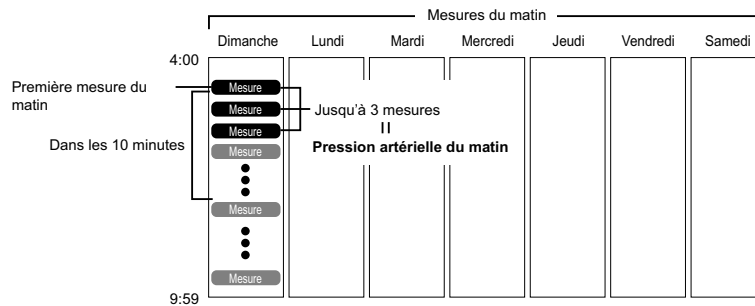 Mesures du matin
Dimanche Lundi Mardi Mercredi Jeudi Vendredi Samedi
4:00
Première mesure du
matin
Mesure
Mesure
Jusqu'à 3 mesures
Mesure
Dans les 10 minutes
Pression artérielle du matin
Mesure
Mesure
Mesure
9:59